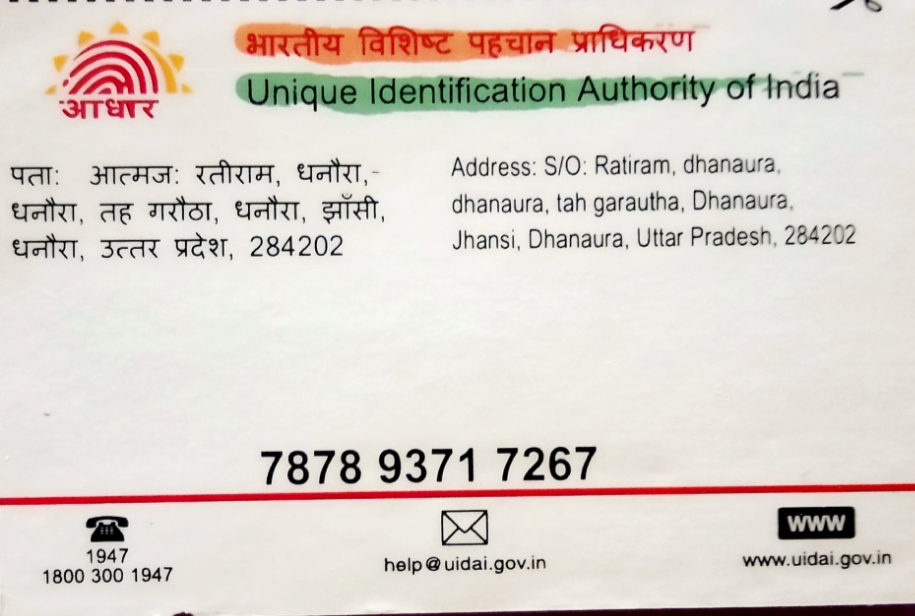 भारतीय विशिष्ट पहचान प्राधिकरण
Unique Identification Authority of India
आधार
पता: आत्मज: रतीराम, धनौरा,-
धनौरा, तह गरौठा, धनौरा, झाँसी,
धनौरा, उत्तर प्रदेश, 284202
Address: S/O: Ratiram, dhanaura,
dhanaura, tah garautha, Dhanaura,
Jhansi, Dhanaura, Uttar Pradesh, 284202
7878 9371 7267
1947
1800 300 1947
help@uidai.gov.in
WWW
www.uidai.gov.in